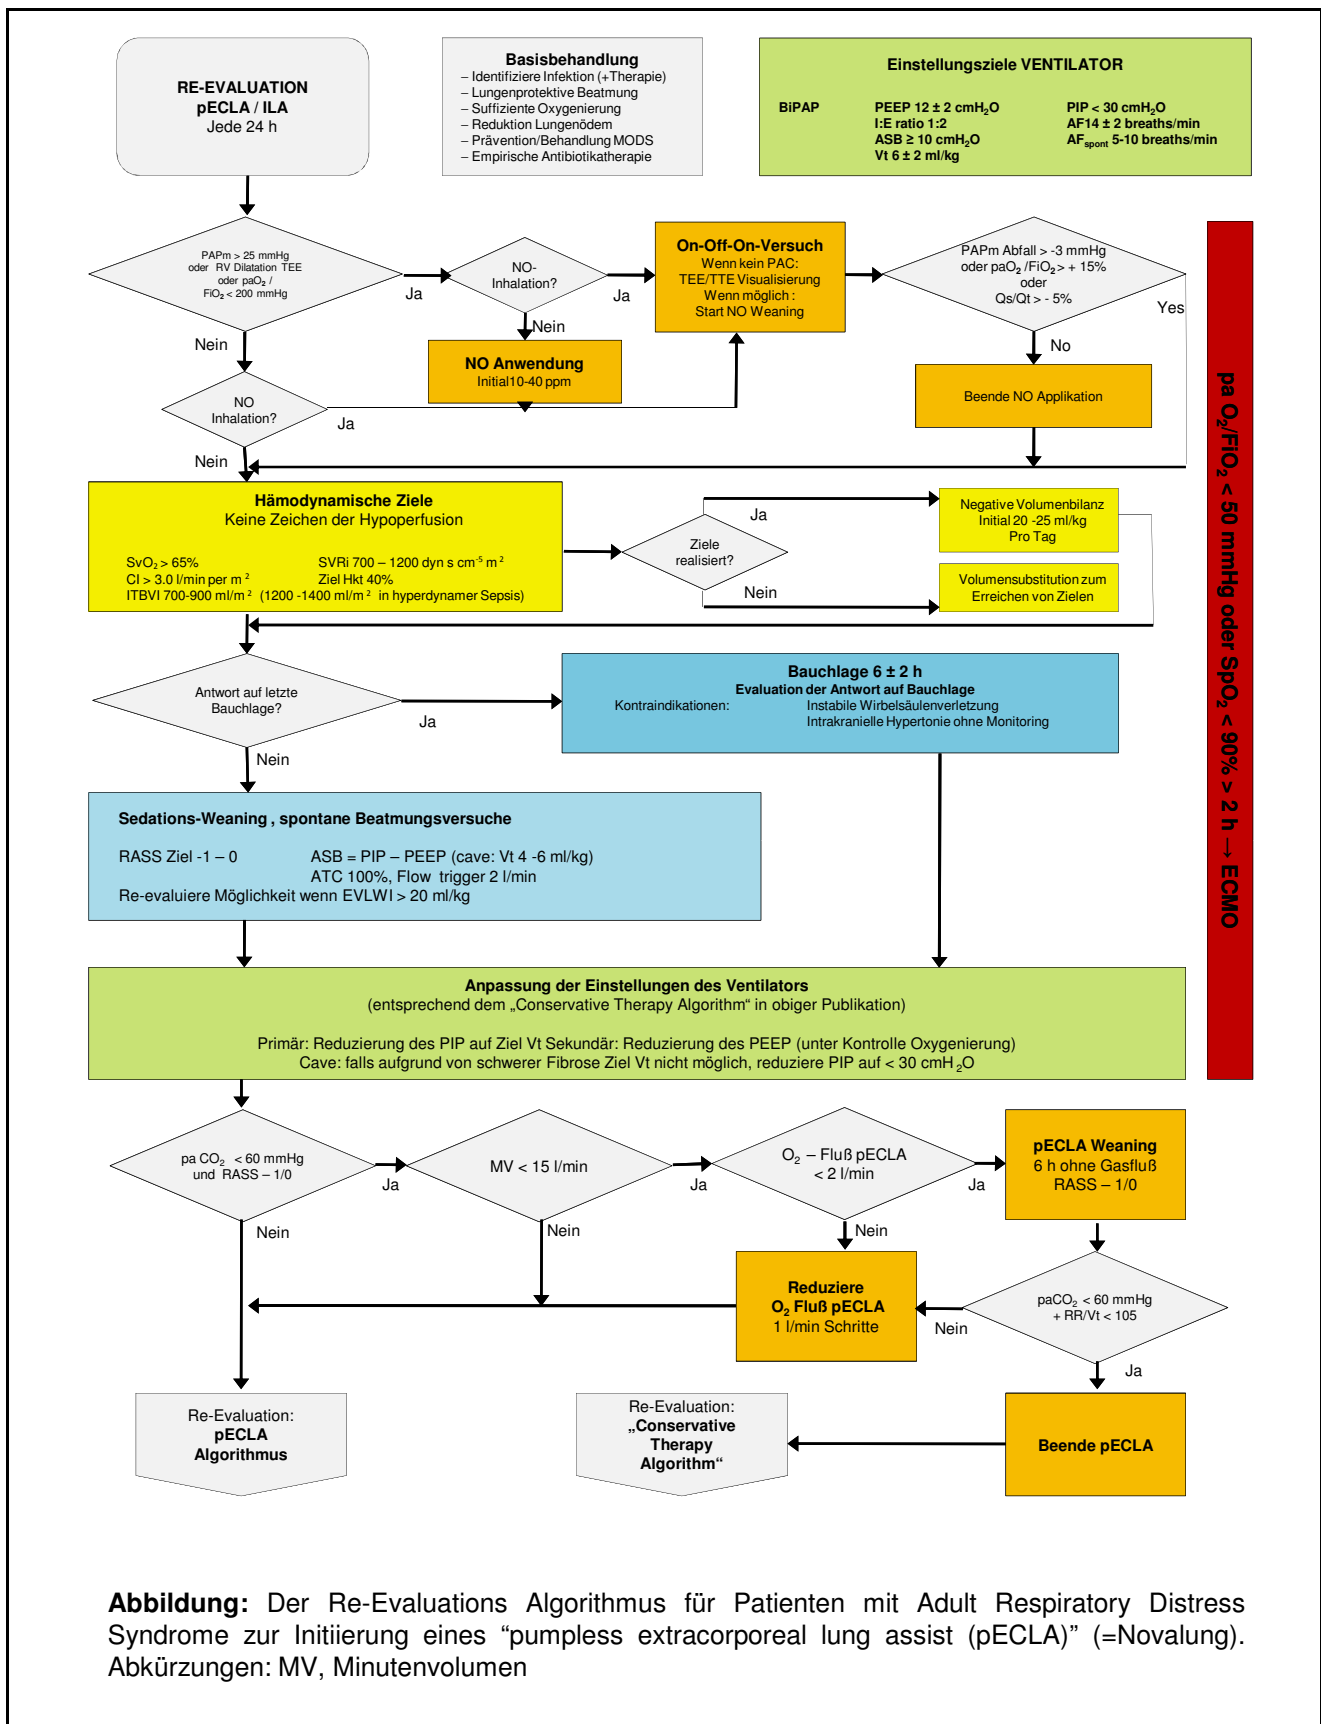 RE-EVALUATION
pECLA / ILA
Jede 24 h
Basisbehandlung
– Identifiziere Infektion (+Therapie)
– Lungenprotektive Beatmung
– Suffiziente Oxygenierung
– Reduktion Lungenödem
– Prävention/Behandlung MODS
– Empirische Antibiotikatherapie
Einstellungsziele VENTILATOR
BiPAP PEEP 12 ± 2 cmH₂O PIP < 30 cmH₂O
I:E ratio 1:2 AF14 ± 2 breaths/min
ASB ≥ 10 cmH₂O AFspont 5-10 breaths/min
Vt 6 ± 2 ml/kg
PAPm > 25 mmHg
oder RV Dilatation TEE
oder paO₂ /
FiO₂ < 200 mmHg
Ja
Nein
NO-
Inhalation?
Ja
Nein
On-Off-On-Versuch
Wenn kein PAC:
TEE/TTE Visualisierung
Wenn möglich :
Start NO Weaning
PAPm Abfall > -3 mmHg
oder paO₂ /FiO₂ > + 15%
oder
Qs/Qt > - 5%
Yes
No
NO Anwendung
Initial10-40 ppm
Beende NO Applikation
NO
Inhalation?
Ja
Nein
Hämodynamische Ziele
Keine Zeichen der Hypoperfusion
SvO₂ > 65% SVRi 700 – 1200 dyn s cm⁻⁵ m²
CI > 3.0 l/min per m² Ziel Hkt 40%
ITBVI 700-900 ml/m² (1200 -1400 ml/m² in hyperdynamer Sepsis)
Ziele
realisiert?
Ja
Nein
Negative Volumenbilanz
Initial 20 -25 ml/kg
Pro Tag
Volumensubstitution zum
Erreichen von Zielen
pa O₂/FiO₂ < 50 mmHg oder SpO₂ < 90% > 2 h → ECMO
Antwort auf letzte
Bauchlage?
Ja
Nein
Bauchlage 6 ± 2 h
Evaluation der Antwort auf Bauchlage
Kontraindikationen: Instabile Wirbelsäulenverletzung
Intrakranielle Hypertonie ohne Monitoring
Sedations-Weaning , spontane Beatmungsversuche
RASS Ziel -1 – 0 ASB = PIP – PEEP (cave: Vt 4 -6 ml/kg)
ATC 100%, Flow trigger 2 l/min
Re-evaluiere Möglichkeit wenn EVLWI > 20 ml/kg
Anpassung der Einstellungen des Ventilators
(entsprechend dem „Conservative Therapy Algorithm“ in obiger Publikation)
Primär: Reduzierung des PIP auf Ziel Vt Sekundär: Reduzierung des PEEP (unter Kontrolle Oxygenierung)
Cave: falls aufgrund von schwerer Fibrose Ziel Vt nicht möglich, reduziere PIP auf < 30 cmH₂O
pa CO₂ < 60 mmHg
und RASS – 1/0
Ja
Nein
MV < 15 l/min
Ja
Nein
O₂ – Fluß pECLA
< 2 l/min
Ja
Nein
pECLA Weaning
6 h ohne Gasfluß
RASS – 1/0
Reduziere
O₂ Fluß pECLA
1 l/min Schritte
paCO₂ < 60 mmHg
+ RR/Vt < 105
Nein
Ja
Re-Evaluation:
pECLA
Algorithmus
Re-Evaluation:
„Conservative
Therapy
Algorithm“
Beende pECLA
Abbildung: Der Re-Evaluations Algorithmus für Patienten mit Adult Respiratory Distress
Syndrome zur Initiierung eines “pumpless extracorporeal lung assist (pECLA)” (=Novalung).
Abkürzungen: MV, Minutenvolumen